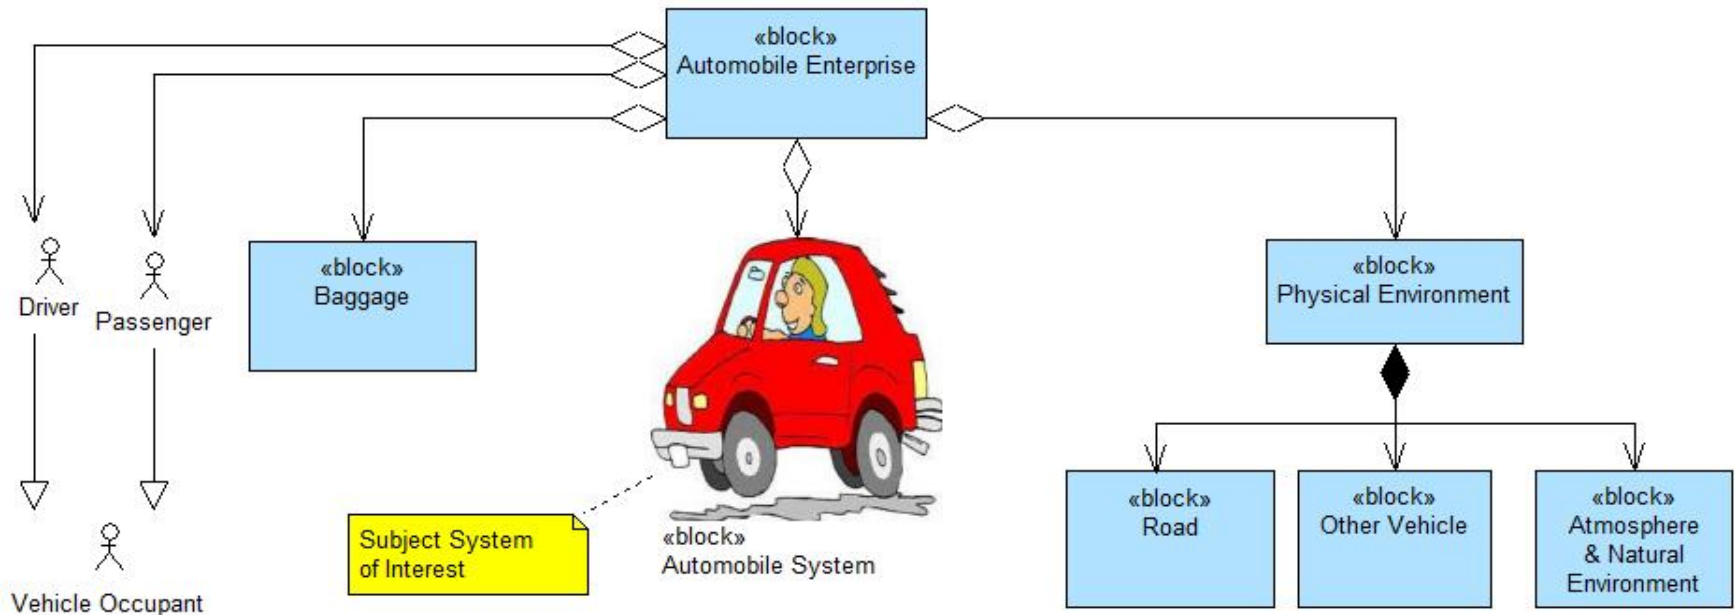 «block»
Automobile Enterprise
Driver
Passenger
«block»
Baggage
«block»
Physical Environment
Vehicle Occupant
Subject System
of Interest
«block»
Automobile System
«block»
Road
«block»
Other Vehicle
«block»
Atmosphere
& Natural
Environment